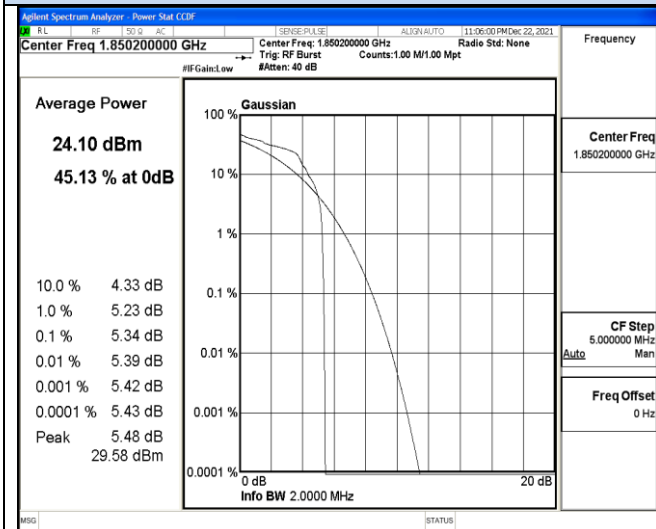 Agilent Spectrum Analyzer - Power Stat CCDF
RL RF 50 Ω AC SENSE:PULSE ALIGN AUTO 11:06:00 PM Dec 22, 2021
Center Freq 1.850200000 GHz
Center Freq: 1.850200000 GHz Radio Std: None
Trig: RF Burst Counts:1.00 M/1.00 Mpt
#IFGain:Low #Atten: 40 dB
Frequency
Average Power
24.10 dBm
45.13 % at 0dB
10.0 % 4.33 dB
1.0 % 5.23 dB
0.1 % 5.34 dB
0.01 % 5.39 dB
0.001 % 5.42 dB
0.0001 % 5.43 dB
Peak 5.48 dB
29.58 dBm
Gaussian
100 %
10 %
1 %
0.1 %
0.01 %
0.001 %
0.0001 %
0 dB 20 dB
Info BW 2.0000 MHz
Center Freq
1.850200000 GHz
CF Step
5.000000 MHz
Auto Man
Freq Offset
0 Hz
MSG STATUS